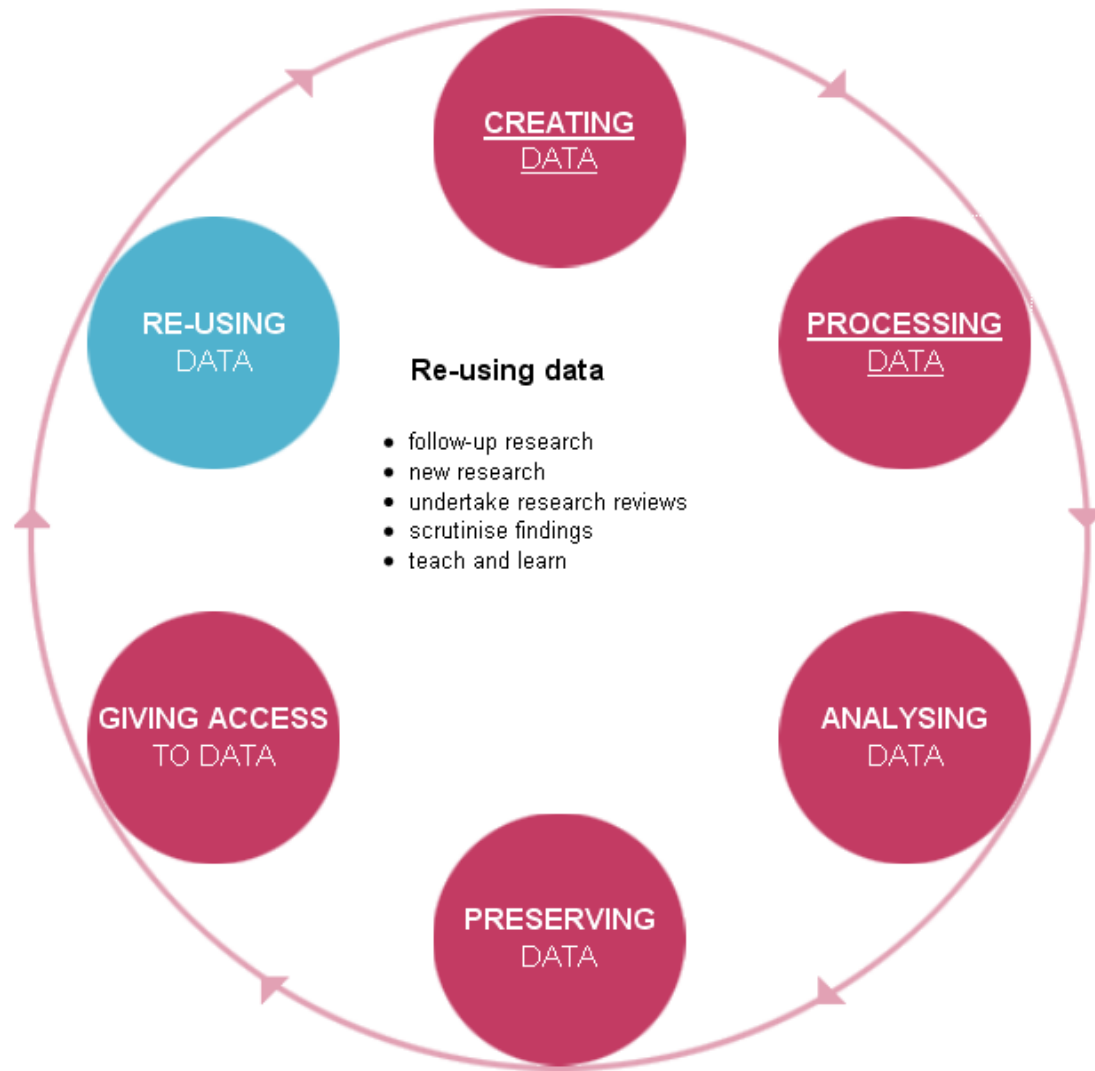 CREATING
DATA
PROCESSING
DATA
ANALYSING
DATA
PRESERVING
DATA
GIVING ACCESS
TO DATA
RE-USING
DATA
Re-using data
• follow-up research
• new research
• undertake research reviews
• scrutinise findings
• teach and learn